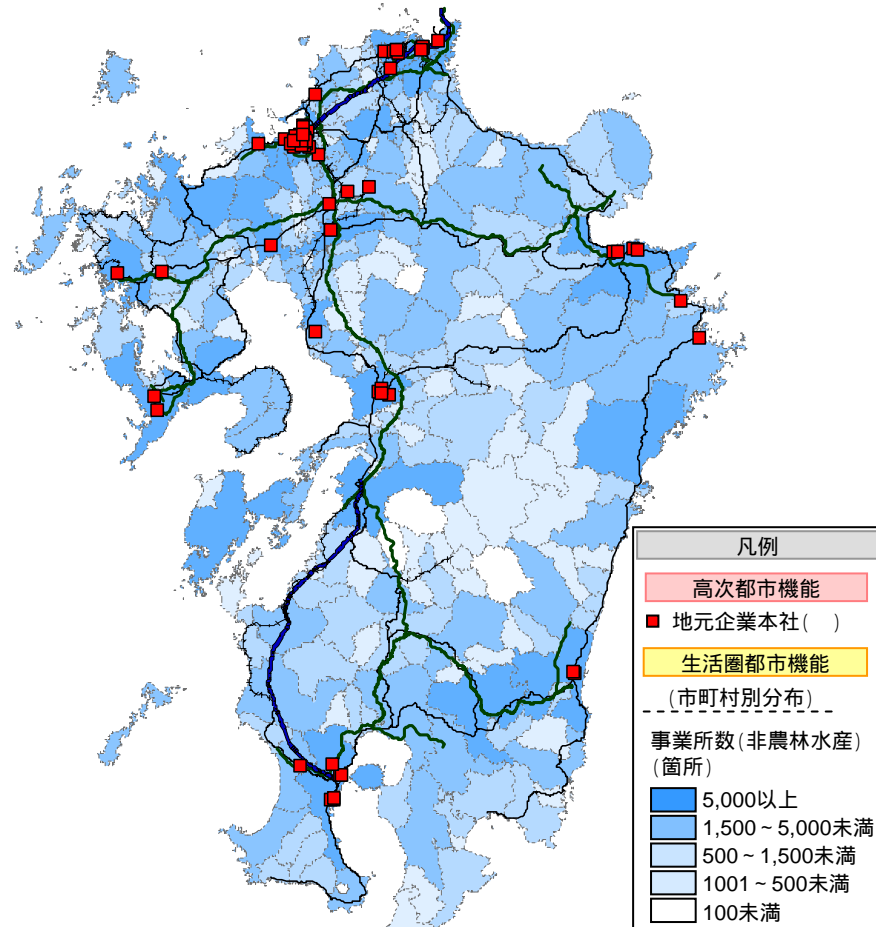 凡例
高次都市機能
地元企業本社( )
生活圏都市機能
(市町村別分布)
事業所数(非農林水産)
(箇所)
5,000以上
1,500~5,000未満
500~1,500未満
1001~500未満
100未満